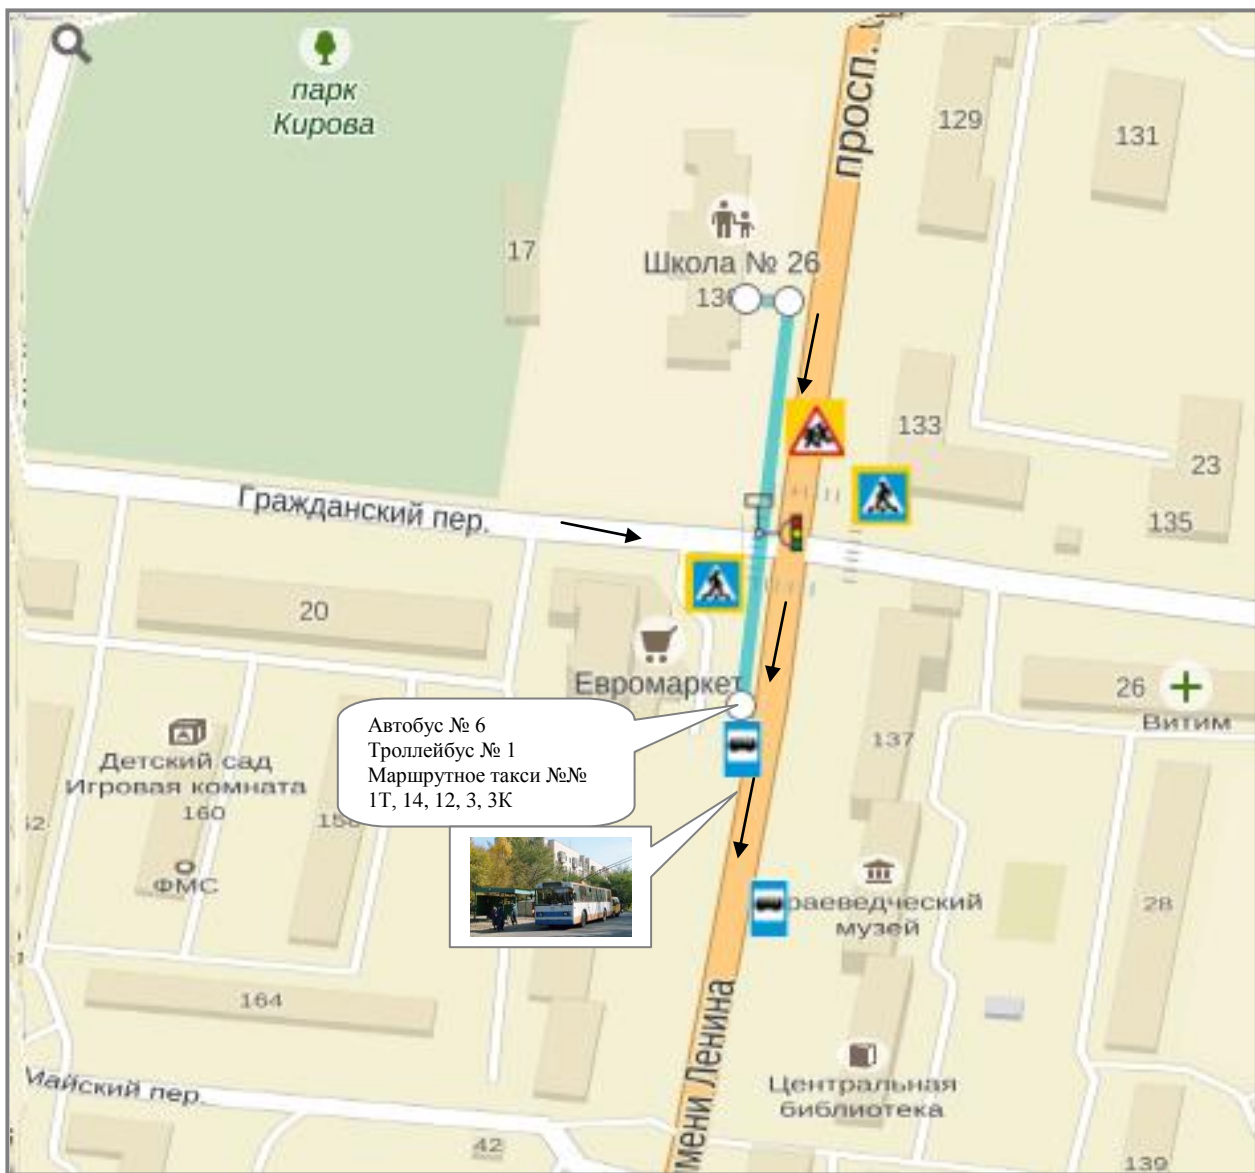 парк
Кирова
просп.
129
131
17
Школа № 26
133
23
135
Гражданский пер.
20
Евромаркет
26
Витим
137
Автобус № 6
Троллейбус № 1
Маршрутное такси №№
1Т, 14, 12, 3, 3К
Детский сад
Игровая комната
160
ФМС
28
музей
164
Майский пер.
Ленина
Центральная
библиотека
42
139